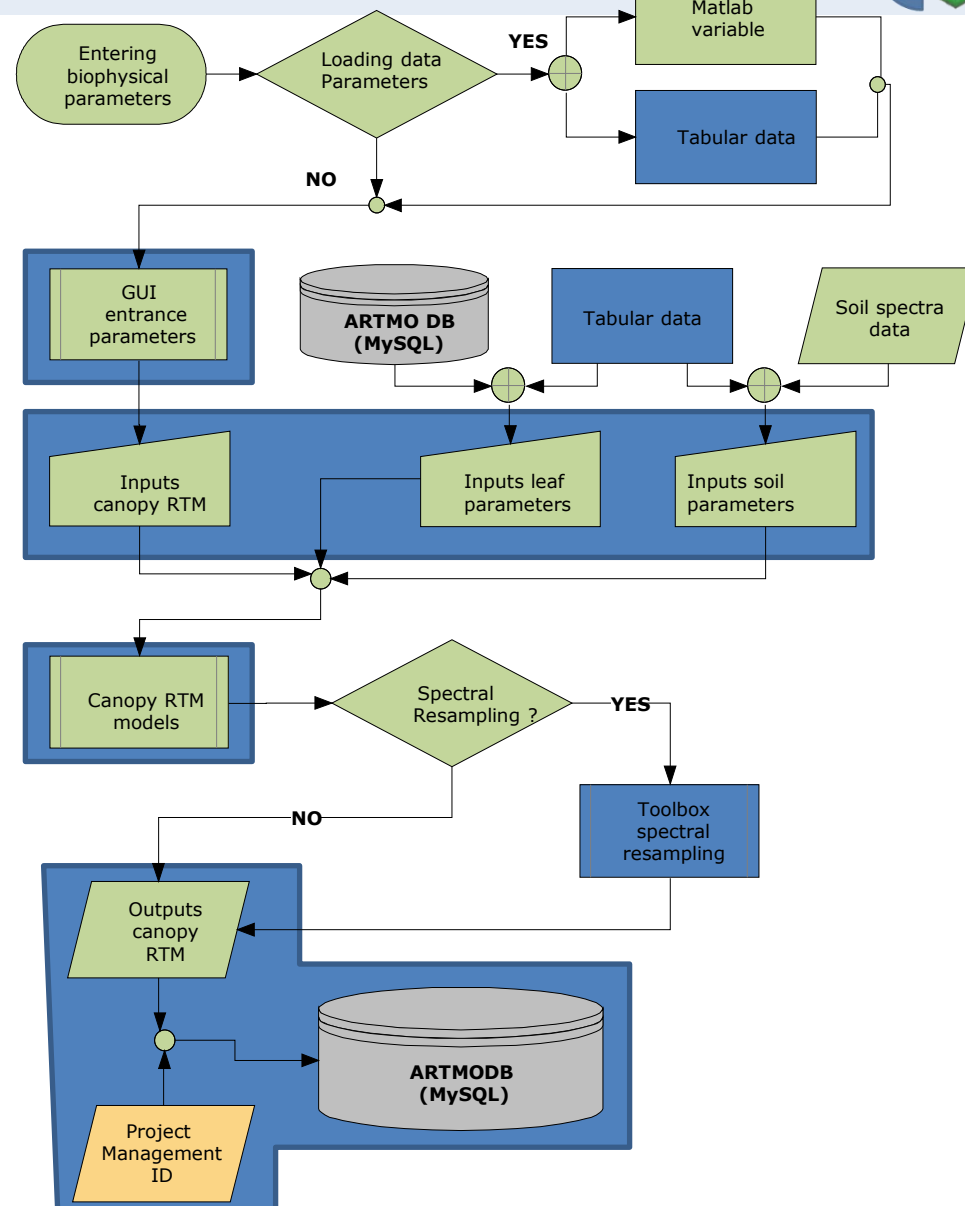 Matlab
variable
Entering
biophysical
parameters
Loading data
Parameters
YES
Tabular data
NO
GUI
entrance
parameters
ARTMO DB
(MySQL)
Tabular data
Soil spectra
data
Inputs
canopy RTM
Inputs leaf
parameters
Inputs soil
parameters
Canopy RTM
models
Spectral
Resampling ?
YES
NO
Toolbox
spectral
resampling
Outputs
canopy
RTM
ARTMODB
(MySQL)
Project
Management
ID